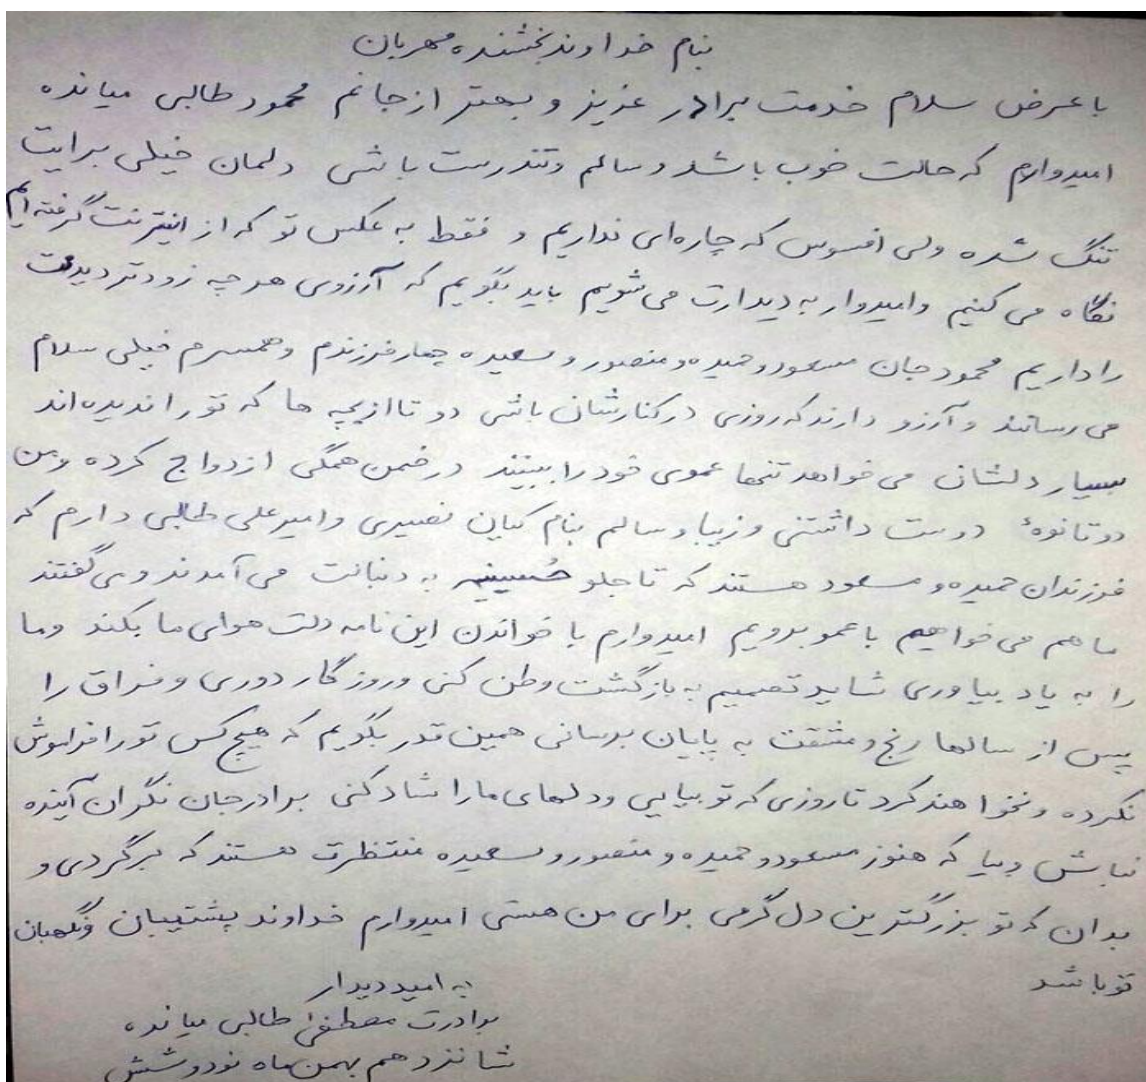 بنام خداوند بخشنده مهربان
با عرض سلام خدمت برادر عزیز و بهتر از جانم محمود طالبی میانده
امیدوارم که حالت خوب باشد و سالم و تندرست باشی دلمان خیلی برایت
تنگ شده ولی افسوس که چاره‌ای نداریم و فقط به عکس تو که از اینترنت گرفته‌ایم
نگاه می‌کنیم و امیدوار به دیدارت می‌شویم باید بگویم که آرزوی هر چه زودتر دیدنت
را داریم محمود جان مسعود و حمیده و منصور و سعیده چهار فرزندم و همسرم خیلی سلام
می‌رسانند و آرزو دارند که روزی در کنارشان باشی دو تا از بچه ها که تو را ندیده‌اند
بسیار دلشان می‌خواهد تنها عموی خود را ببینند در ضمن همگی ازدواج کرده و من
دو تا نوهٔ دوست داشتنی و زیبا و سالم بنام کیان نصیری و امیرعلی طالبی دارم که
فرزندان حمیده و مسعود هستند که تا جلو حسینیه به دنبالت می‌آمدند و می‌گفتند
ما هم می‌خواهیم با عمو برویم امیدوارم با خواندن این نامه دلت هوای ما بکند و ما
را به یاد بیاوری شاید تصمیم به بازگشت وطن کنی و روزگار دوری و فراق را
پس از سالها رنج و مشقت به پایان برسانی همین قدر بگویم که هیچ کس تو را فراموش
نکرده و نخواهند کرد تا روزی که تو بیایی و دلهای ما را شاد کنی برادر جان نگران آینده
نباش و بیا که هنوز مسعود و حمیده و منصور و سعیده منتظرت هستند که برگردی و
بدان که تو بزرگترین دل گرمی برای من هستی امیدوارم خداوند پشتیبان و نگهبان
تو باشد
به امید دیدار
برادرت مصطفی طالبی میانده
شانزدهم بهمن ماه نود و شش